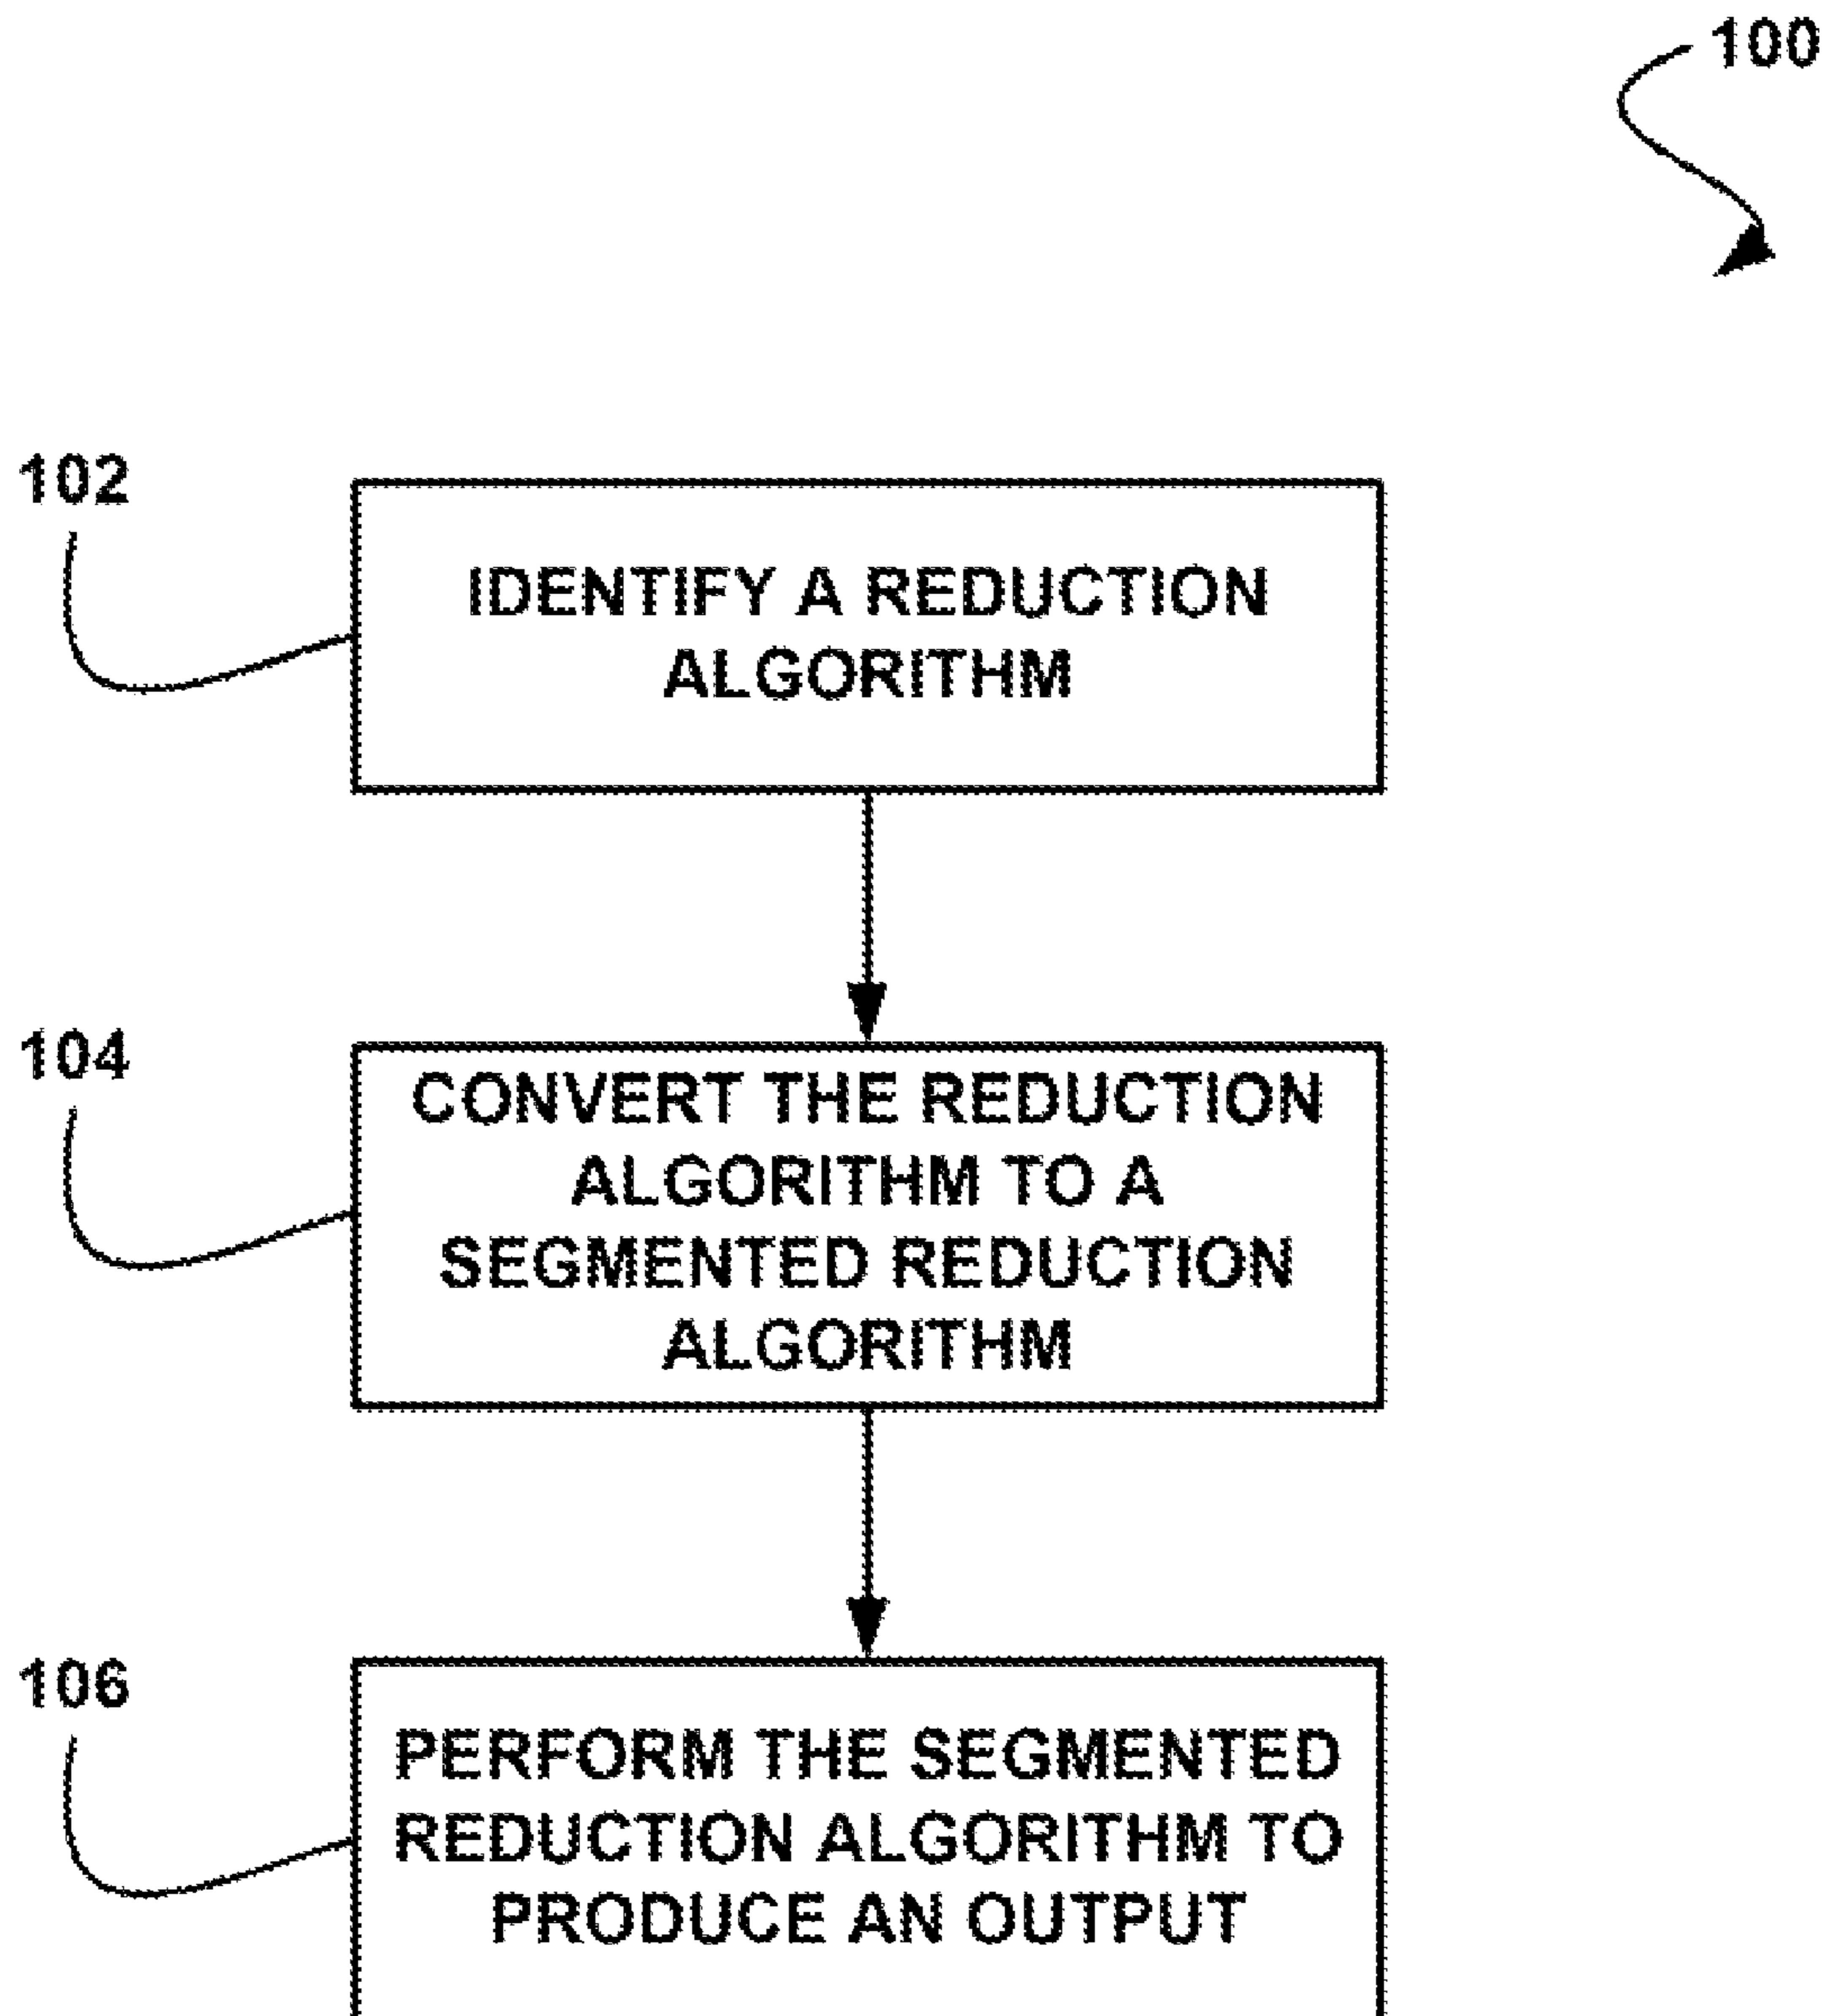 100
102
IDENTIFY A REDUCTION
ALGORITHM
104
CONVERT THE REDUCTION
ALGORITHM TO A
SEGMENTED REDUCTION
ALGORITHM
106
PERFORM THE SEGMENTED
REDUCTION ALGORITHM TO
PRODUCE AN OUTPUT